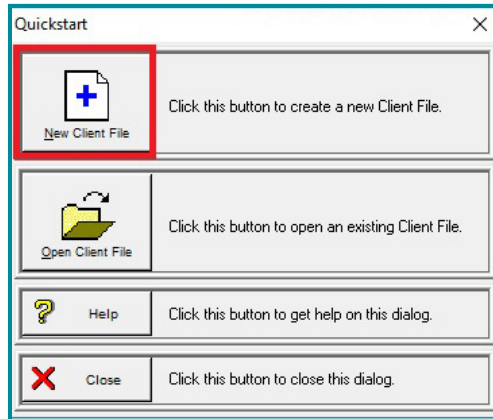 Quickstart
New Client File
Click this button to create a new Client File.
Open Client File
Click this button to open an existing Client File.
Help
Click this button to get help on this dialog.
Close
Click this button to close this dialog.